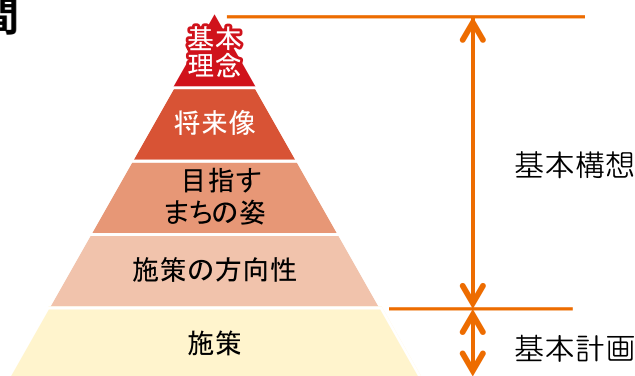 間
基本
理念
将来像
目指す
まちの姿
施策の方向性
施策
基本構想
基本計画